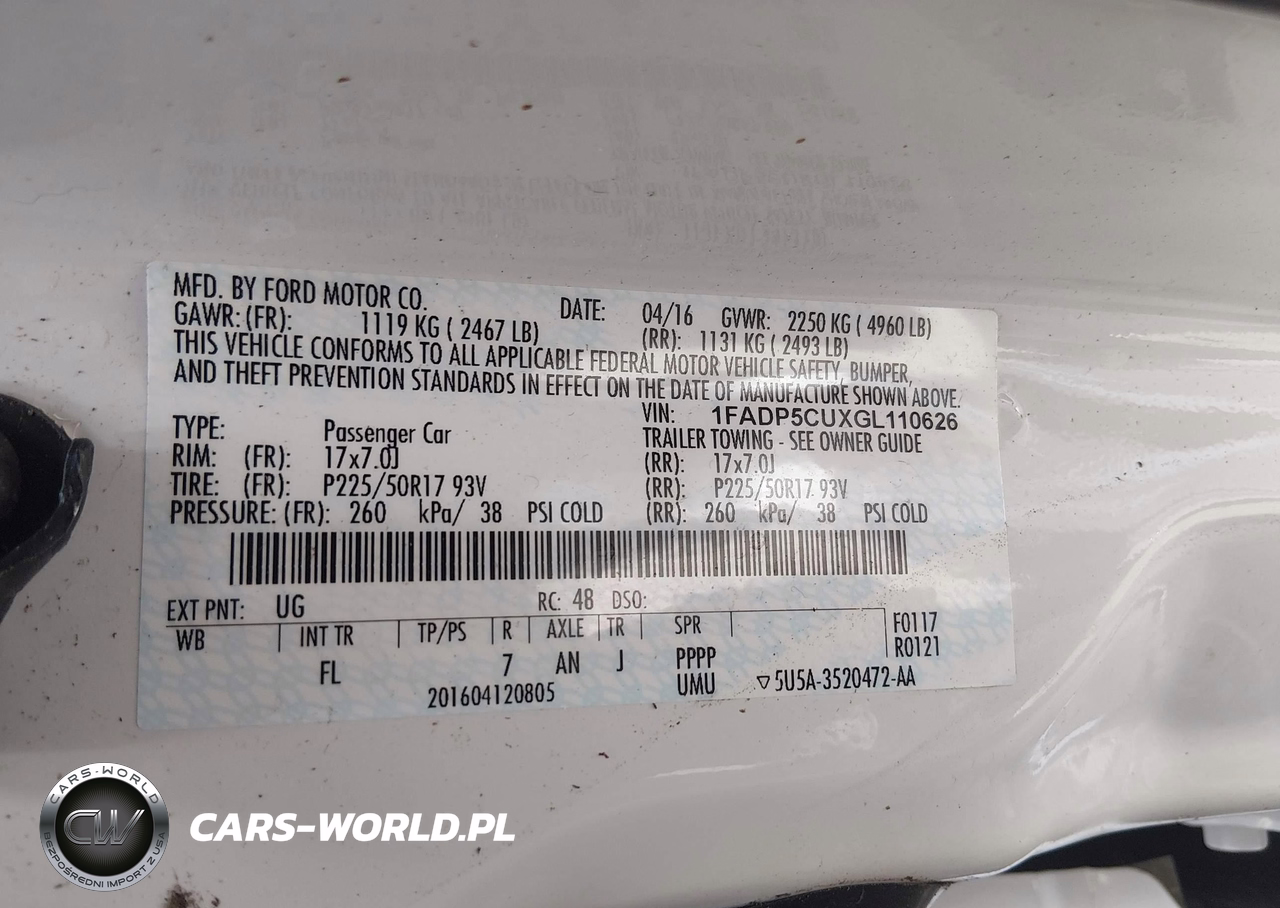 MFD. BY FORD MOTOR CO. DATE: 04/16 GVWR: 2250 KG ( 4960 LB)
GAWR: (FR): 1119 KG ( 2467 LB) (RR): 1131 KG ( 2493 LB)
THIS VEHICLE CONFORMS TO ALL APPLICABLE FEDERAL MOTOR VEHICLE SAFETY, BUMPER,
AND THEFT PREVENTION STANDARDS IN EFFECT ON THE DATE OF MANUFACTURE SHOWN ABOVE.
VIN: 1FADP5CUXGL110626
TYPE: Passenger Car TRAILER TOWING - SEE OWNER GUIDE
RIM: (FR): 17x7.0J (RR): 17x7.0J
TIRE: (FR): P225/50R17 93V (RR): P225/50R17 93V
PRESSURE: (FR): 260 kPa/ 38 PSI COLD (RR): 260 kPa/ 38 PSI COLD
EXT PNT: UG RC: 48 DSO:
WB INT TR TP/PS R AXLE TR SPR F0117
R0121
FL 7 AN J PPPP
UMU ▽5U5A-3520472-AA
201604120805
CARS-WORLD
CW
BEZPOŚREDNI IMPORT Z USA
CARS-WORLD.PL